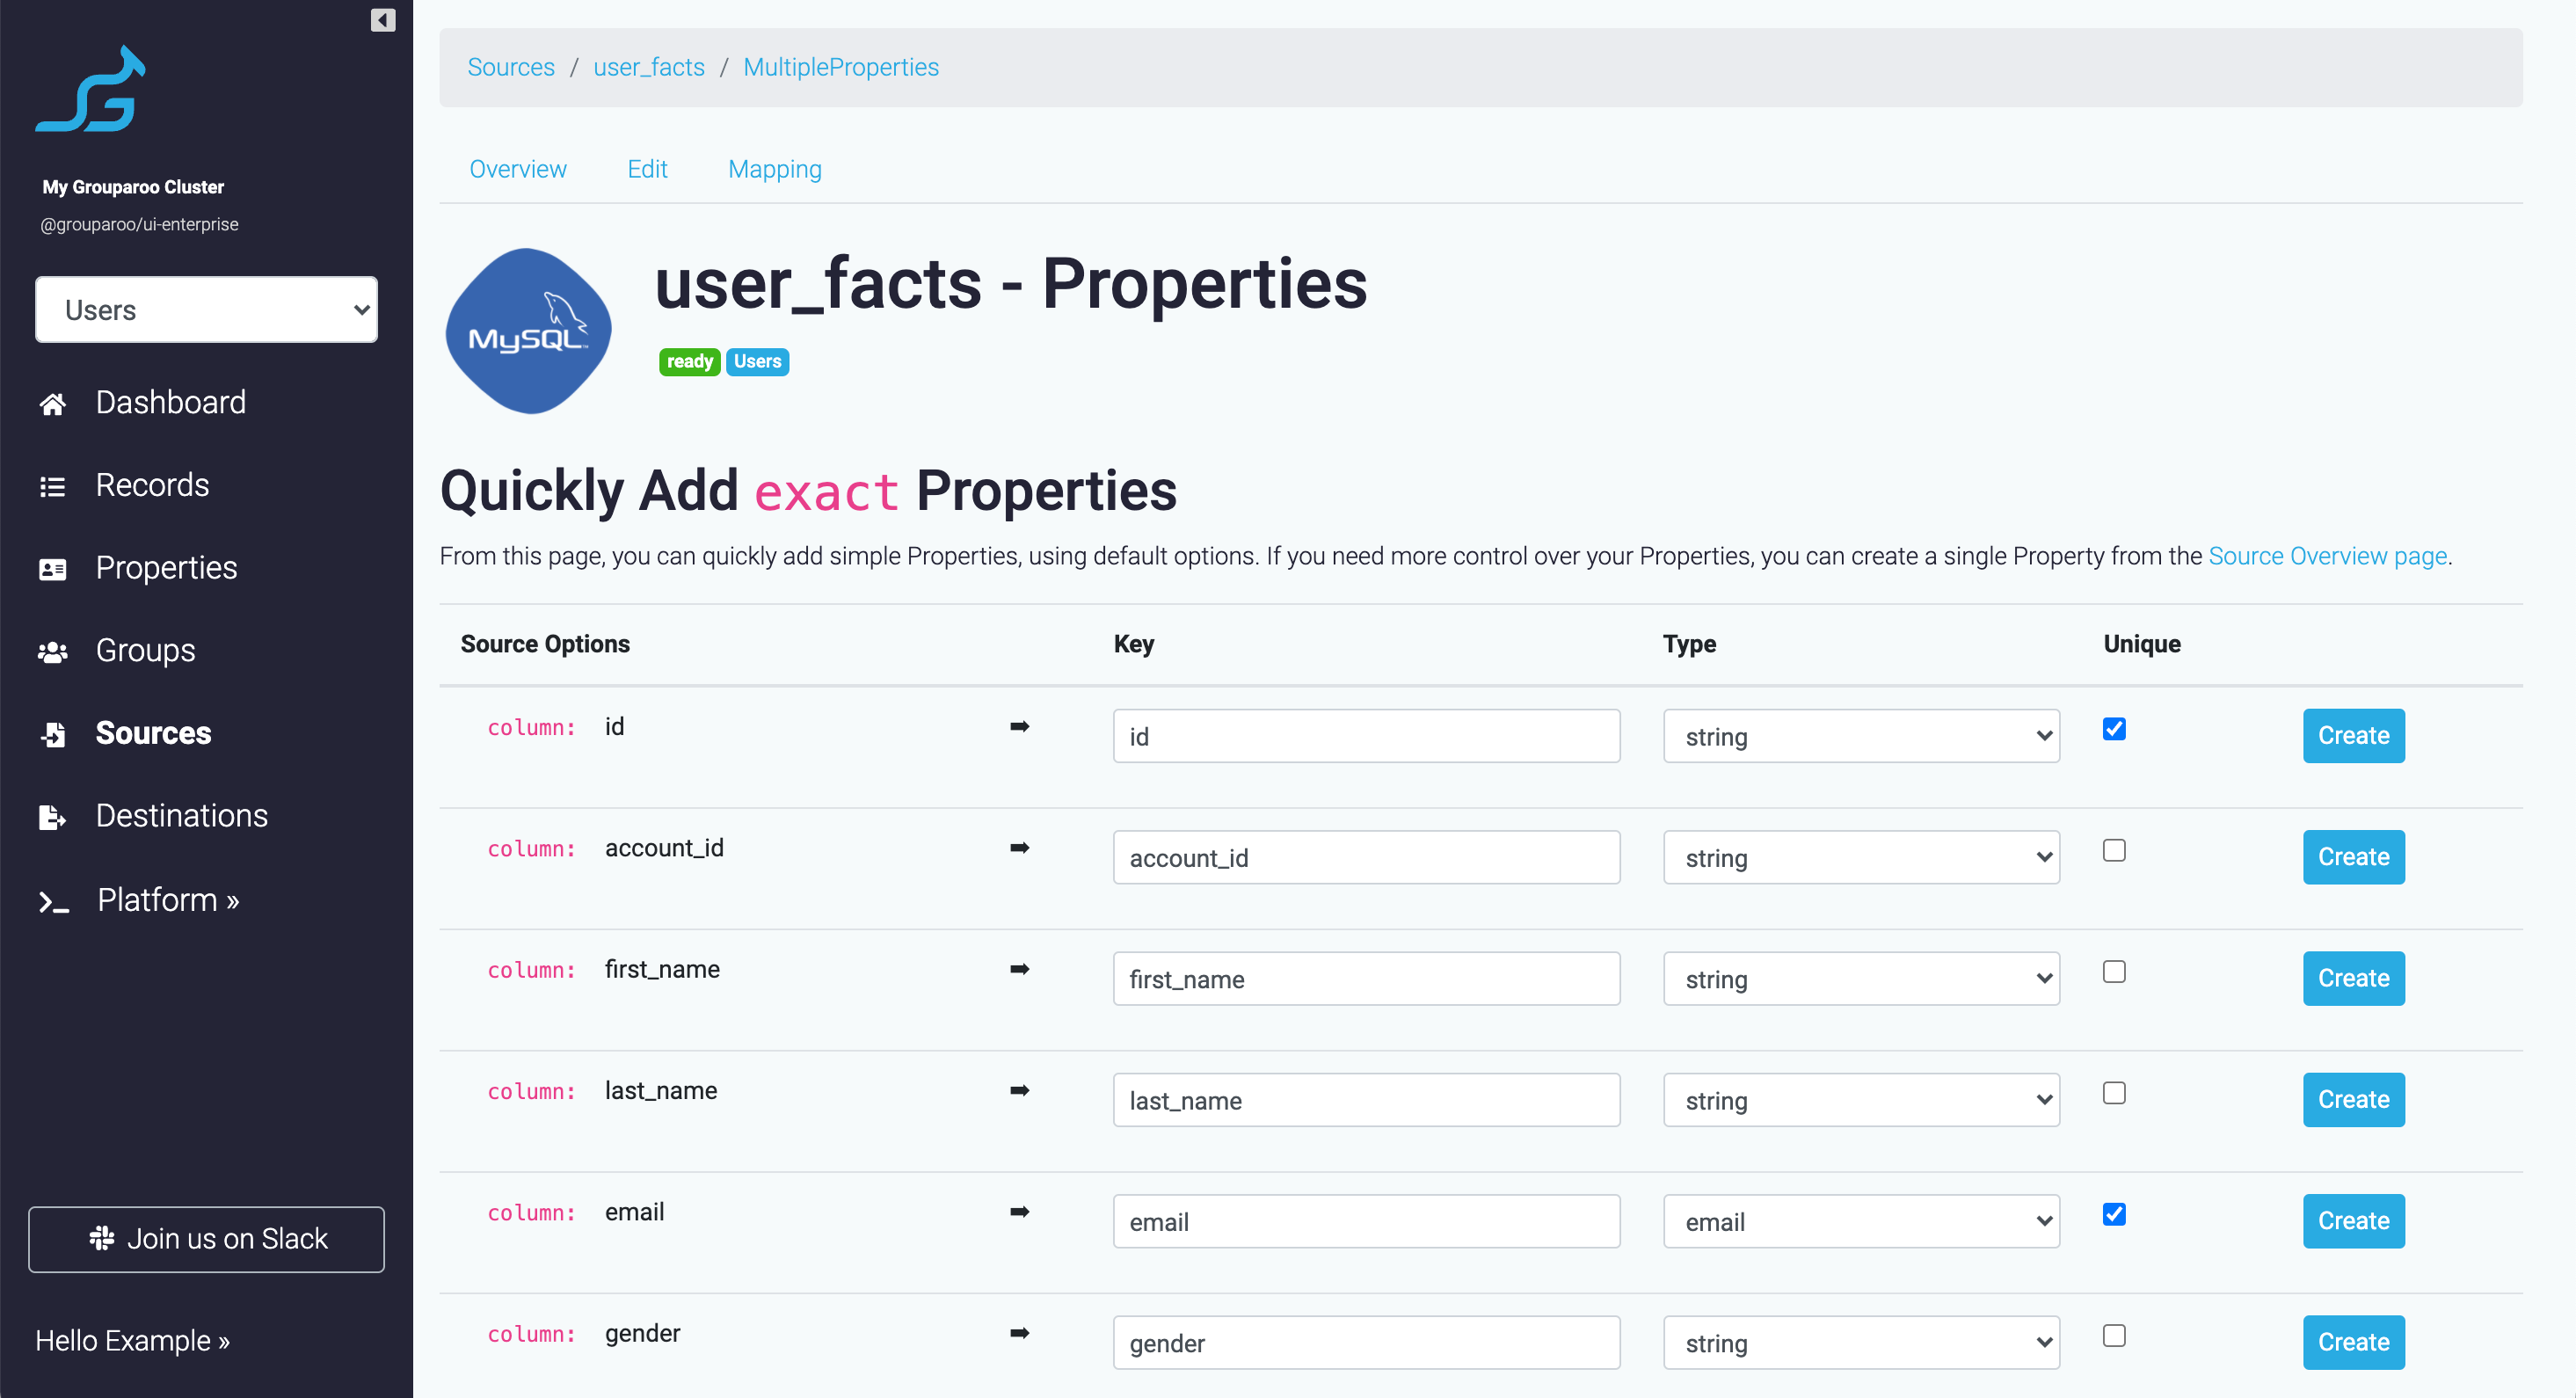 My Grouparoo Cluster
@grouparoo/ui-enterprise
Users
Dashboard
Records
Properties
Groups
Sources
Destinations
Platform »
Join us on Slack
Hello Example »
Sources / user_facts / MultipleProperties
Overview Edit Mapping
MySQL™
user_facts - Properties
ready Users
Quickly Add exact Properties
From this page, you can quickly add simple Properties, using default options. If you need more control over your Properties, you can create a single Property from the Source Overview page.
Source Options Key Type Unique
column: id ➡ id string Create
column: account_id ➡ account_id string Create
column: first_name ➡ first_name string Create
column: last_name ➡ last_name string Create
column: email ➡ email email Create
column: gender ➡ gender string Create